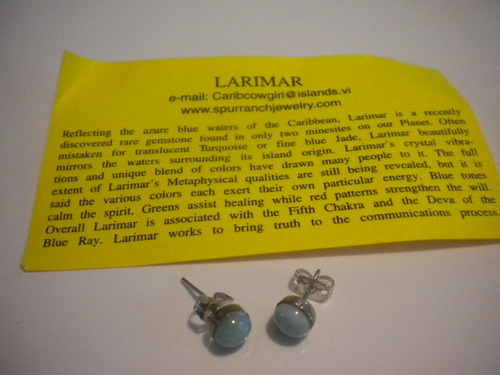 LARIMAR
e-mail: Caribcowgirl@islands.vi
www.spurranchjewelry.com
Reflecting the azure blue waters of the Caribbean, Larimar is a recently
discovered rare gemstone found in only two minesites on our Planet. Often
mistaken for translucent Turquoise or fine blue Jade, Larimar beautifully
mirrors the waters surrounding its island origin. Larimar's crystal vibra-
tions and unique blend of colors have drawn many people to it. The full
extent of Larimar's Metaphysical qualities are still being revealed, but it is
said the various colors each exert their own particular energy. Blue tones
calm the spirit, Greens assist healing while red patterns strengthen the will.
Overall Larimar is associated with the Fifth Chakra and the Deva of the
Blue Ray. Larimar works to bring truth to the communications process.